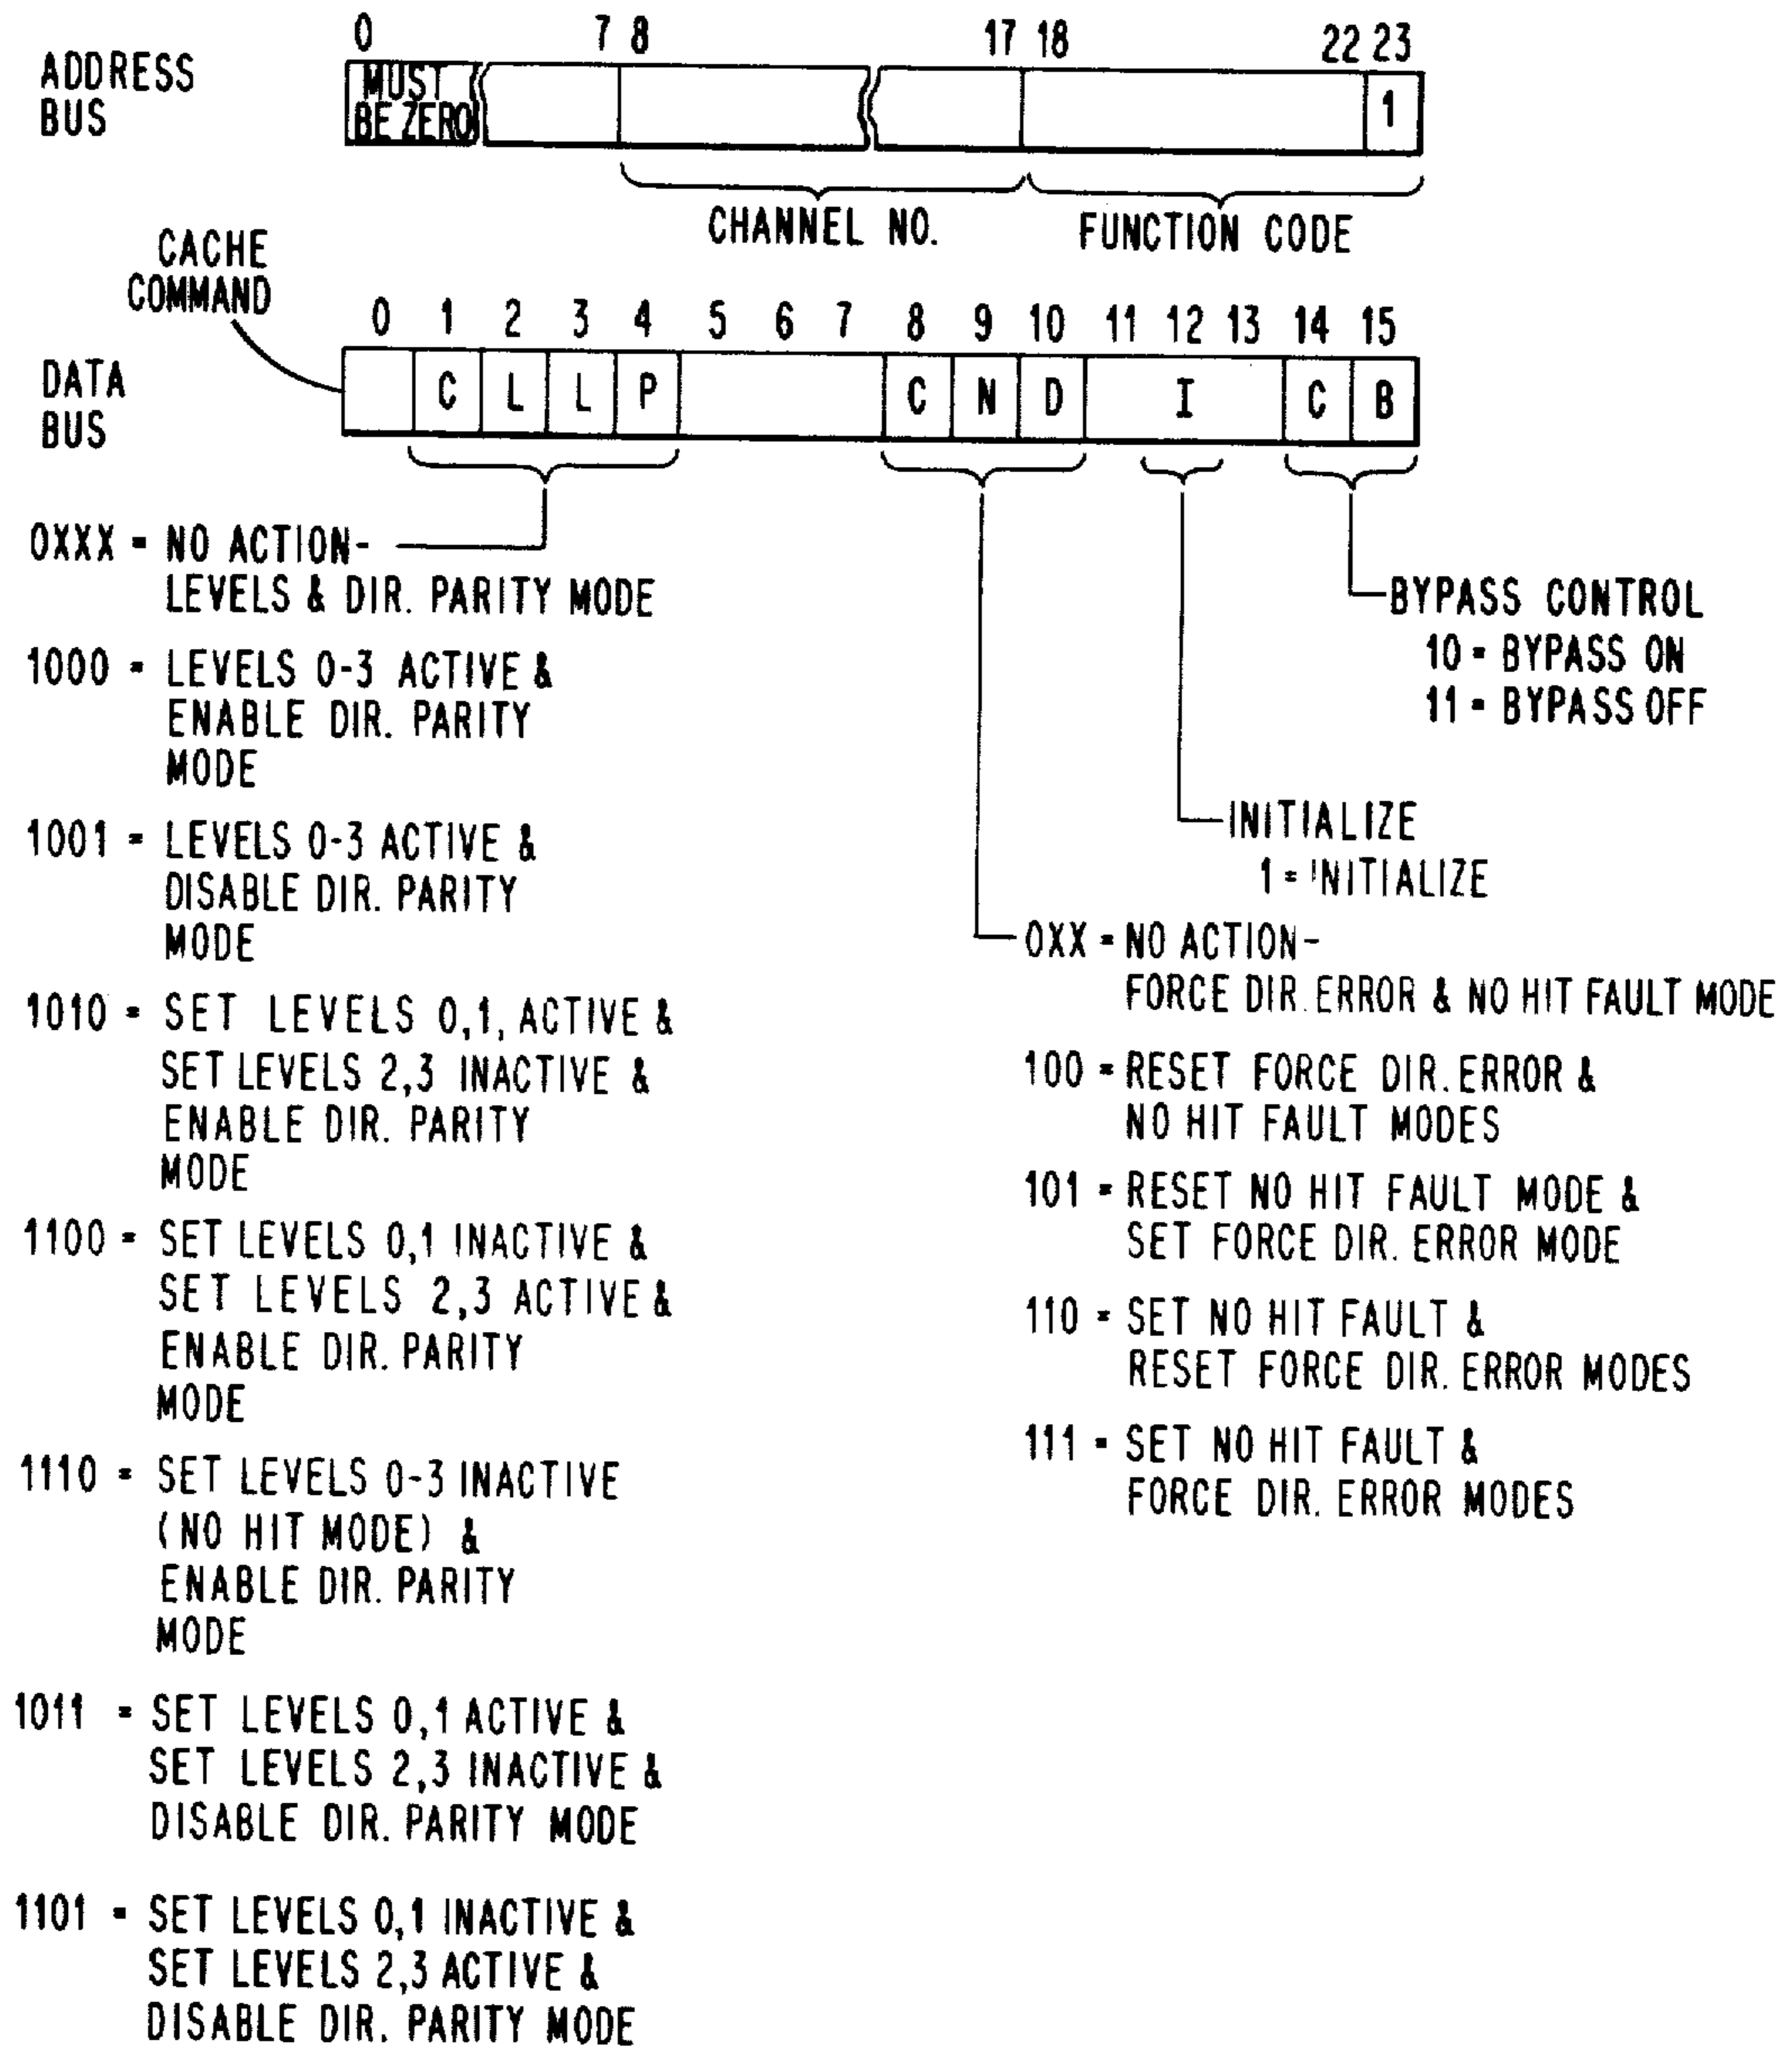 0 7 8 17 18 22 23
ADDRESS
BUS
MUST
BE ZERO
1
CHANNEL NO. FUNCTION CODE
CACHE
COMMAND
0 1 2 3 4 5 6 7 8 9 10 11 12 13 14 15
DATA
BUS
C L L P C N D I C B
0XXX = NO ACTION-
LEVELS & DIR. PARITY MODE
1000 = LEVELS 0-3 ACTIVE &
ENABLE DIR. PARITY
MODE
1001 = LEVELS 0-3 ACTIVE &
DISABLE DIR. PARITY
MODE
1010 = SET LEVELS 0,1, ACTIVE &
SET LEVELS 2,3 INACTIVE &
ENABLE DIR. PARITY
MODE
1100 = SET LEVELS 0,1 INACTIVE &
SET LEVELS 2,3 ACTIVE &
ENABLE DIR. PARITY
MODE
1110 = SET LEVELS 0-3 INACTIVE
(NO HIT MODE) &
ENABLE DIR. PARITY
MODE
1011 = SET LEVELS 0,1 ACTIVE &
SET LEVELS 2,3 INACTIVE &
DISABLE DIR. PARITY MODE
1101 = SET LEVELS 0,1 INACTIVE &
SET LEVELS 2,3 ACTIVE &
DISABLE DIR. PARITY MODE
BYPASS CONTROL
10 = BYPASS ON
11 = BYPASS OFF
INITIALIZE
1 = INITIALIZE
0XX = NO ACTION-
FORCE DIR. ERROR & NO HIT FAULT MODE
100 = RESET FORCE DIR. ERROR &
NO HIT FAULT MODES
101 = RESET NO HIT FAULT MODE &
SET FORCE DIR. ERROR MODE
110 = SET NO HIT FAULT &
RESET FORCE DIR. ERROR MODES
111 = SET NO HIT FAULT &
FORCE DIR. ERROR MODES